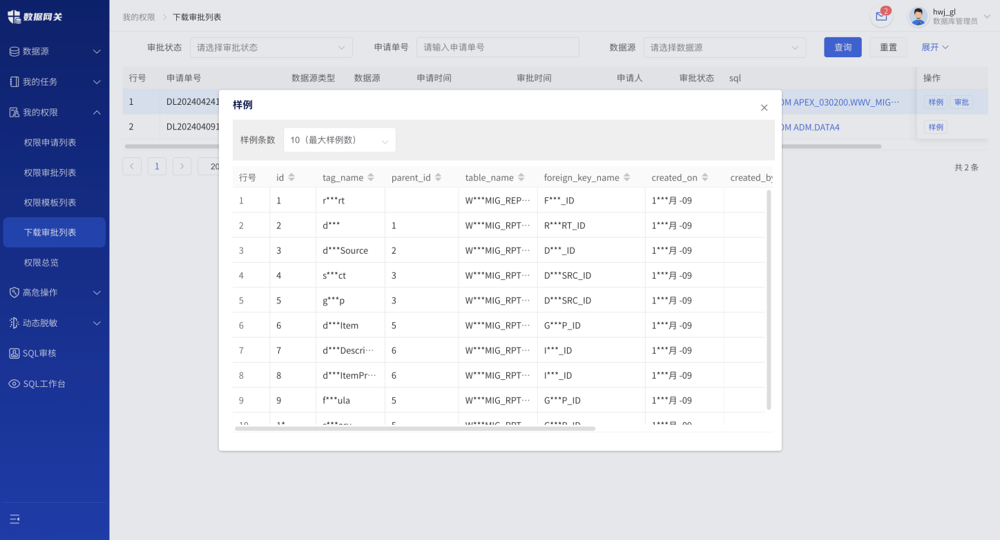 数据网关
我的权限 > 下载审批列表
2
hwj_gl
数据库管理员
数据源
我的任务
我的权限
权限申请列表
权限审批列表
权限模板列表
下载审批列表
权限总览
高危操作
动态脱敏
SQL审核
SQL工作台
审批状态 请选择审批状态 申请单号 请输入申请单号 数据源 请选择数据源 查询 重置 展开
行号 申请单号 数据源类型 数据源 申请时间 审批时间 申请人 审批状态 sql 操作
1 DL202404241 OM APEX_030200.WWV_MIG··· 样例 审批
2 DL202404091 OM ADM.DATA4 样例
1 20 共 2 条
样例
样例条数 10（最大样例数）
行号 id tag_name parent_id table_name foreign_key_name created_on created_by
1 1 r***rt W***MIG_REP··· F***_ID 1***月 -09
2 2 d*** 1 W***MIG_RPT··· R***RT_ID 1***月 -09
3 3 d***Source 2 W***MIG_RPT··· D***_ID 1***月 -09
4 4 s***ct 3 W***MIG_RPT··· D***SRC_ID 1***月 -09
5 5 g***p 3 W***MIG_RPT··· D***SRC_ID 1***月 -09
6 6 d***Item 5 W***MIG_RPT··· G***P_ID 1***月 -09
7 7 d***Descri··· 6 W***MIG_RPT··· I***_ID 1***月 -09
8 8 d***ItemPr··· 6 W***MIG_RPT··· I***_ID 1***月 -09
9 9 f***ula 5 W***MIG_RPT··· G***P_ID 1***月 -09
10 1* 5 W***MIG_RPT··· G***P_ID 1***月 -09